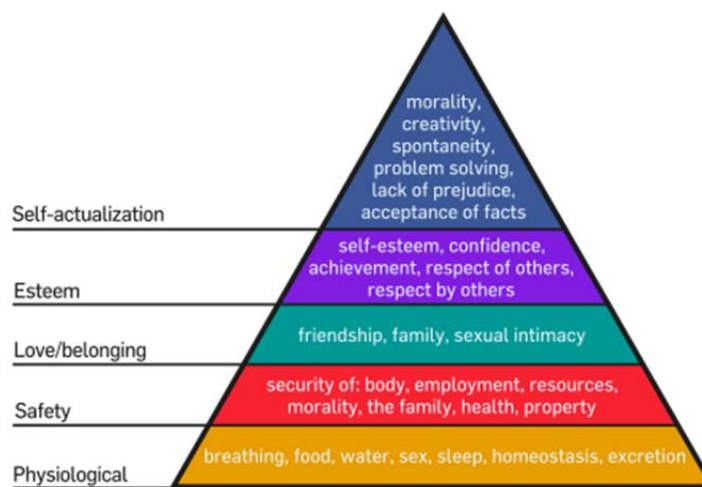 morality,
creativity,
spontaneity,
problem solving,
lack of prejudice,
acceptance of facts
Self-actualization
self-esteem, confidence,
achievement, respect of others,
respect by others
Esteem
friendship, family, sexual intimacy
Love/belonging
security of: body, employment, resources,
morality, the family, health, property
Safety
breathing, food, water, sex, sleep, homeostasis, excretion
Physiological